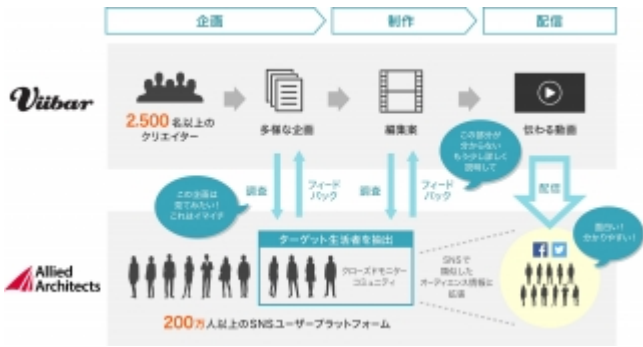 企画
制作
配信
Viibar
2,500名以上の
クリエイター
多様な企画
編集案
伝わる動画
この部分が
分からない
もう少し詳しく
説明して
この企画は
見てみたい！
これはイマイチ
調査
フィード
バック
調査
フィード
バック
配信
面白い！
分かりやすい！
ターゲット生活者を抽出
クローズドモニター
コミュニティ
SNSで
類似した
オーディエンス情報に
拡張
Allied
Architects
200万人以上のSNSユーザープラットフォーム